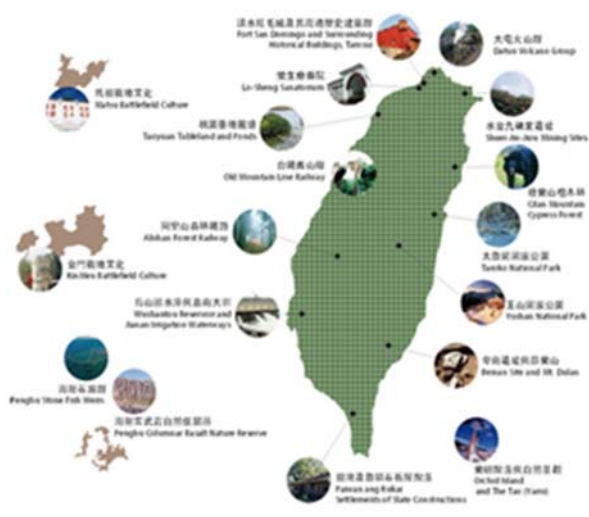 淡水紅毛城及其周遭歷史建築群
Fort San Domingo and Surrounding
Historical Buildings, Tamsui
大屯火山群
Datun Volcano Group
樂生療養院
Lo-Sheng Sanatorium
馬祖戰地文化
Matsu Battlefield Culture
桃園臺地陂塘
Taoyuan Tableland and Ponds
水金九礦業遺址
Shuei-Jin-Jiou Mining Sites
台鐵舊山線
Old Mountain Line Railway
棲蘭山檜木林
Cilan Mountain
Cypress Forest
阿里山森林鐵路
Alishan Forest Railway
太魯閣國家公園
Taroko National Park
金門戰地文化
Kinmen Battlefield Culture
烏山頭水庫與嘉南大圳
Wushantou Reservoir and
Jianan Irrigation Waterways
玉山國家公園
Yushan National Park
卑南遺址與都蘭山
Beinan Site and Mt. Dulan
澎湖石滬群
Penghu Stone Fish Weirs
澎湖玄武岩自然保留區
Penghu Columnar Basalt Nature Reserve
排灣及魯凱石板屋聚落
Paiwan and Rukai
Settlements of Slate Constructions
蘭嶼聚落與自然景觀
Orchid Island
and The Tao (Yami)